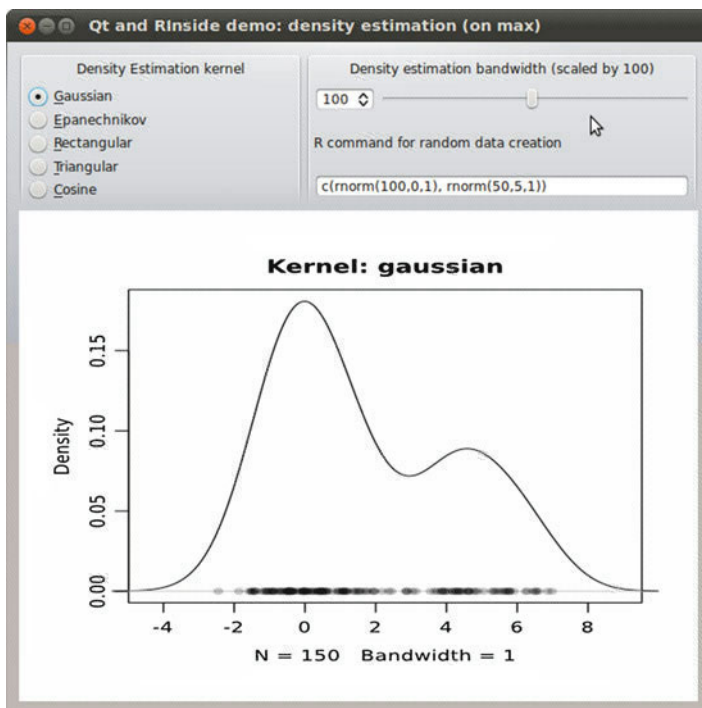 Qt and RInside demo: density estimation (on max)
Density Estimation kernel
Gaussian
Epanechnikov
Rectangular
Triangular
Cosine
Density estimation bandwidth (scaled by 100)
100
R command for random data creation
c(rnorm(100,0,1), rnorm(50,5,1))
Kernel: gaussian
Density
0.15
0.10
0.05
0.00
-4 -2 0 2 4 6 8
N = 150 Bandwidth = 1